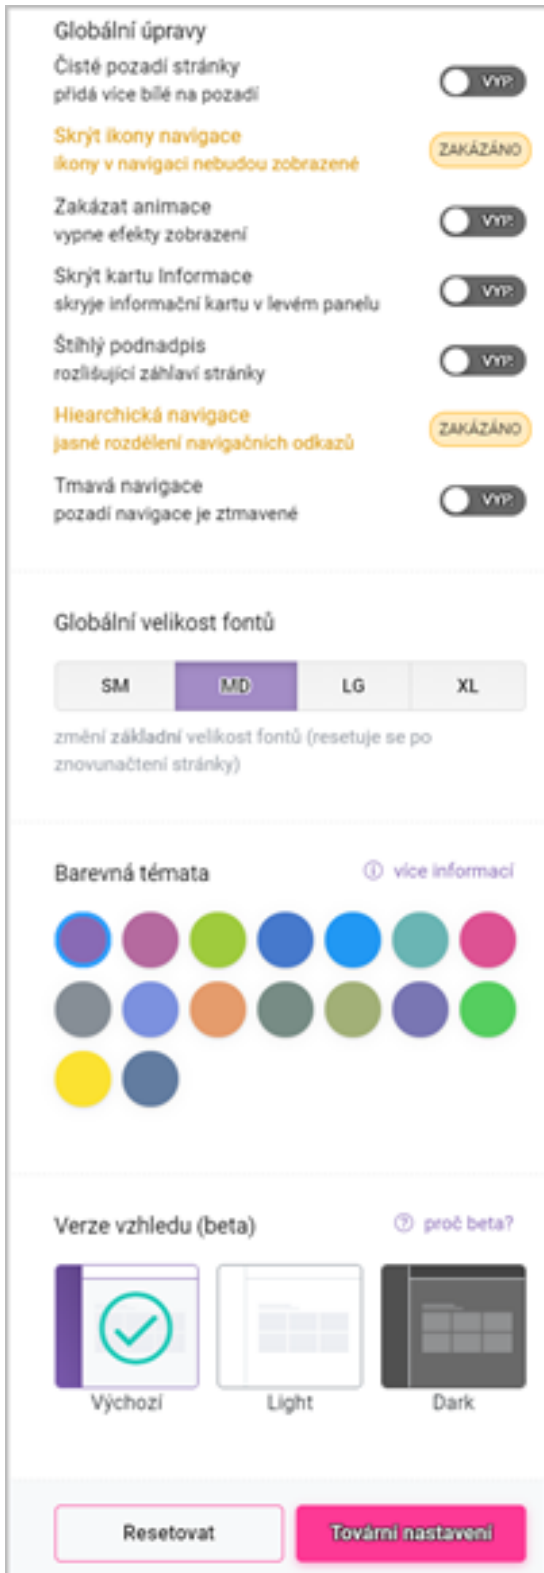 Globální úpravy
Čisté pozadí stránky
přidá více bílé na pozadí
VYP.
Skrýt ikony navigace
ikony v navigaci nebudou zobrazené
ZAKÁZÁNO
Zakázat animace
vypne efekty zobrazení
VYP.
Skrýt kartu Informace
skryje informační kartu v levém panelu
VYP.
Štíhlý podnadpis
rozlišující záhlaví stránky
VYP.
Hiearchická navigace
jasné rozdělení navigačních odkazů
ZAKÁZÁNO
Tmavá navigace
pozadí navigace je ztmavené
VYP.
Globální velikost fontů
SM MD LG XL
změní základní velikost fontů (resetuje se po
znovunačtení stránky)
Barevná témata více informací
Verze vzhledu (beta) proč beta?
Výchozí Light Dark
Resetovat Tovární nastavení